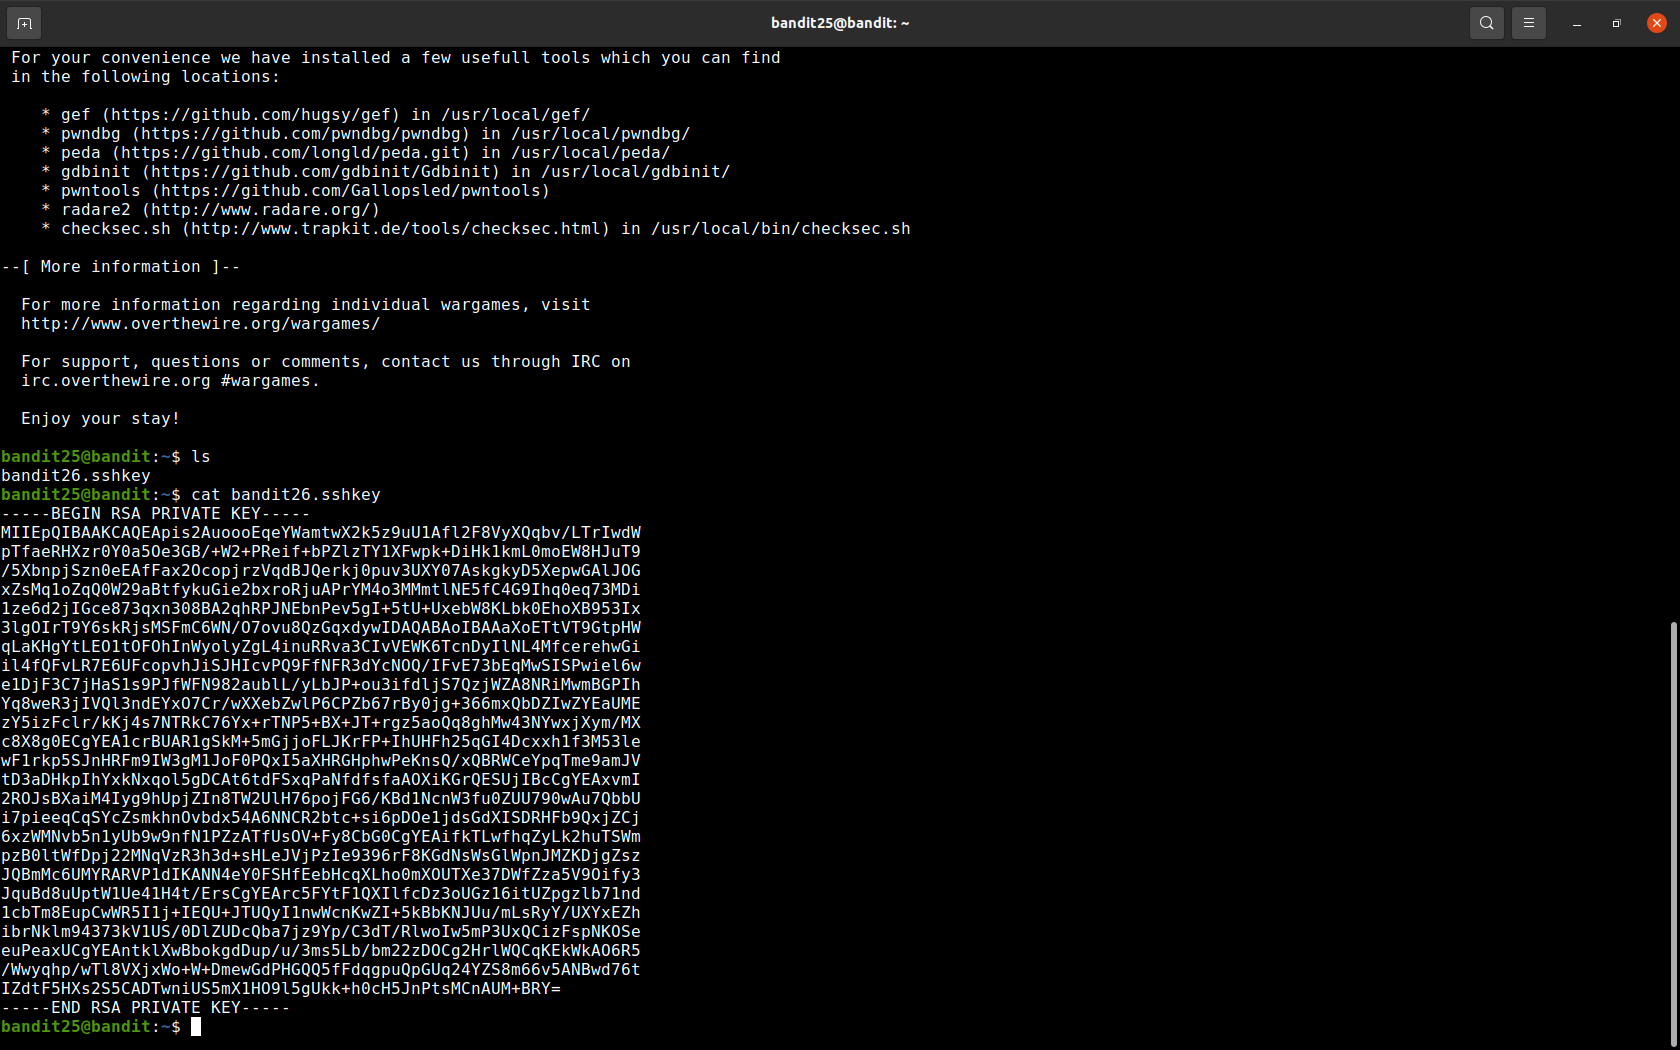 bandit25@bandit: ~
For your convenience we have installed a few usefull tools which you can find
in the following locations:
* gef (https://github.com/hugsy/gef) in /usr/local/gef/
* pwndbg (https://github.com/pwndbg/pwndbg) in /usr/local/pwndbg/
* peda (https://github.com/longld/peda.git) in /usr/local/peda/
* gdbinit (https://github.com/gdbinit/Gdbinit) in /usr/local/gdbinit/
* pwntools (https://github.com/Gallopsled/pwntools)
* radare2 (http://www.radare.org/)
* checksec.sh (http://www.trapkit.de/tools/checksec.html) in /usr/local/bin/checksec.sh
--[ More information ]--
For more information regarding individual wargames, visit
http://www.overthewire.org/wargames/
For support, questions or comments, contact us through IRC on
irc.overthewire.org #wargames.
Enjoy your stay!
bandit25@bandit:~$ ls
bandit26.sshkey
bandit25@bandit:~$ cat bandit26.sshkey
-----BEGIN RSA PRIVATE KEY-----
MIIEpQIBAAKCAQEApis2AuoooEqeYWamtwX2k5z9uU1Afl2F8VyXQqbv/LTrIwdW
pTfaeRHXzr0Y0a5Oe3GB/+W2+PReif+bPZlzTY1XFwpk+DiHk1kmL0moEW8HJuT9
/5XbnpjSzn0eEAfFax2OcopjrzVqdBJQerkj0puv3UXY07AskgkyD5XepwGAlJOG
xZsMq1oZqQ0W29aBtfykuGie2bxroRjuAPrYM4o3MMmtlNE5fC4G9Ihq0eq73MDi
1ze6d2jIGce873qxn308BA2qhRPJNEbnPev5gI+5tU+UxebW8KLbk0EhoXB953Ix
3lgOIrT9Y6skRjsMSFmC6WN/O7ovu8QzGqxdywIDAQABAoIBAAaXoETtVT9GtpHW
qLaKHgYtLEO1tOFOhInWyolyZgL4inuRRva3CIvVEWK6TcnDyIlNL4MfcerehwGi
il4fQFvLR7E6UFcopvhJiSJHIcvPQ9FfNFR3dYcNOQ/IFvE73bEqMwSISPwiel6w
e1DjF3C7jHaS1s9PJfWFN982aublL/yLbJP+ou3ifdljS7QzjWZA8NRiMwmBGPIh
Yq8weR3jIVQl3ndEYxO7Cr/wXXebZwlP6CPZb67rBy0jg+366mxQbDZIwZYEaUME
zY5izFclr/kKj4s7NTRkC76Yx+rTNP5+BX+JT+rgz5aoQq8ghMw43NYwxjXym/MX
c8X8g0ECgYEA1crBUAR1gSkM+5mGjjoFLJKrFP+IhUHFh25qGI4Dcxxh1f3M53le
wF1rkp5SJnHRFm9IW3gM1JoF0PQxI5aXHRGHphwPeKnsQ/xQBRWCeYpqTme9amJV
tD3aDHkpIhYxkNxqol5gDCAt6tdFSxqPaNfdfsfaAOXiKGrQESUjIBcCgYEAxvmI
2ROJsBXaiM4Iyg9hUpjZIn8TW2UlH76pojFG6/KBd1NcnW3fu0ZUU790wAu7QbbU
i7pieeqCqSYcZsmkhnOvbdx54A6NNCR2btc+si6pDOe1jdsGdXISDRHFb9QxjZCj
6xzWMNvb5n1yUb9w9nfN1PZzATfUsOV+Fy8CbG0CgYEAifkTLwfhqZyLk2huTSWm
pzB0ltWfDpj22MNqVzR3h3d+sHLeJVjPzIe9396rF8KGdNsWsGlWpnJMZKDjgZsz
JQBmMc6UMYRARVP1dIKANN4eY0FSHfEebHcqXLho0mXOUTXe37DWfZza5V9Oify3
JquBd8uUptW1Ue41H4t/ErsCgYEArc5FYtF1QXIlfcDz3oUGz16itUZpgzlb71nd
1cbTm8EupCwWR5I1j+IEQU+JTUQyI1nwWcnKwZI+5kBbKNJUu/mLsRyY/UXYxEZh
ibrNklm94373kV1US/0DlZUDcQba7jz9Yp/C3dT/RlwoIw5mP3UxQCizFspNKOSe
euPeaxUCgYEAntklXwBbokgdDup/u/3ms5Lb/bm22zDOCg2HrlWQCqKEkWkAO6R5
/Wwyqhp/wTl8VXjxWo+W+DmewGdPHGQQ5fFdqgpuQpGUq24YZS8m66v5ANBwd76t
IZdtF5HXs2S5CADTwniUS5mX1HO9l5gUkk+h0cH5JnPtsMCnAUM+BRY=
-----END RSA PRIVATE KEY-----
bandit25@bandit:~$